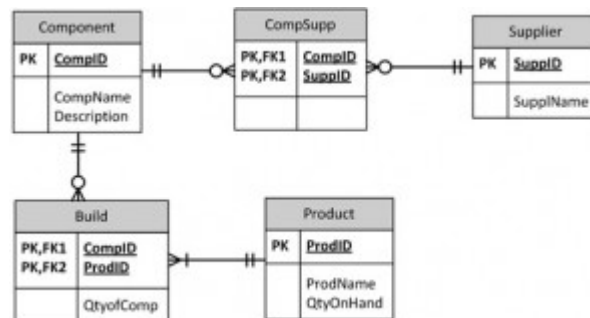 Component
PK CompID
CompName
Description
CompSupp
PK,FK1 CompID
PK,FK2 SuppID
Supplier
PK SuppID
SupplName
Build
PK,FK1 CompID
PK,FK2 ProdID
QtyofComp
Product
PK ProdID
ProdName
QtyOnHand